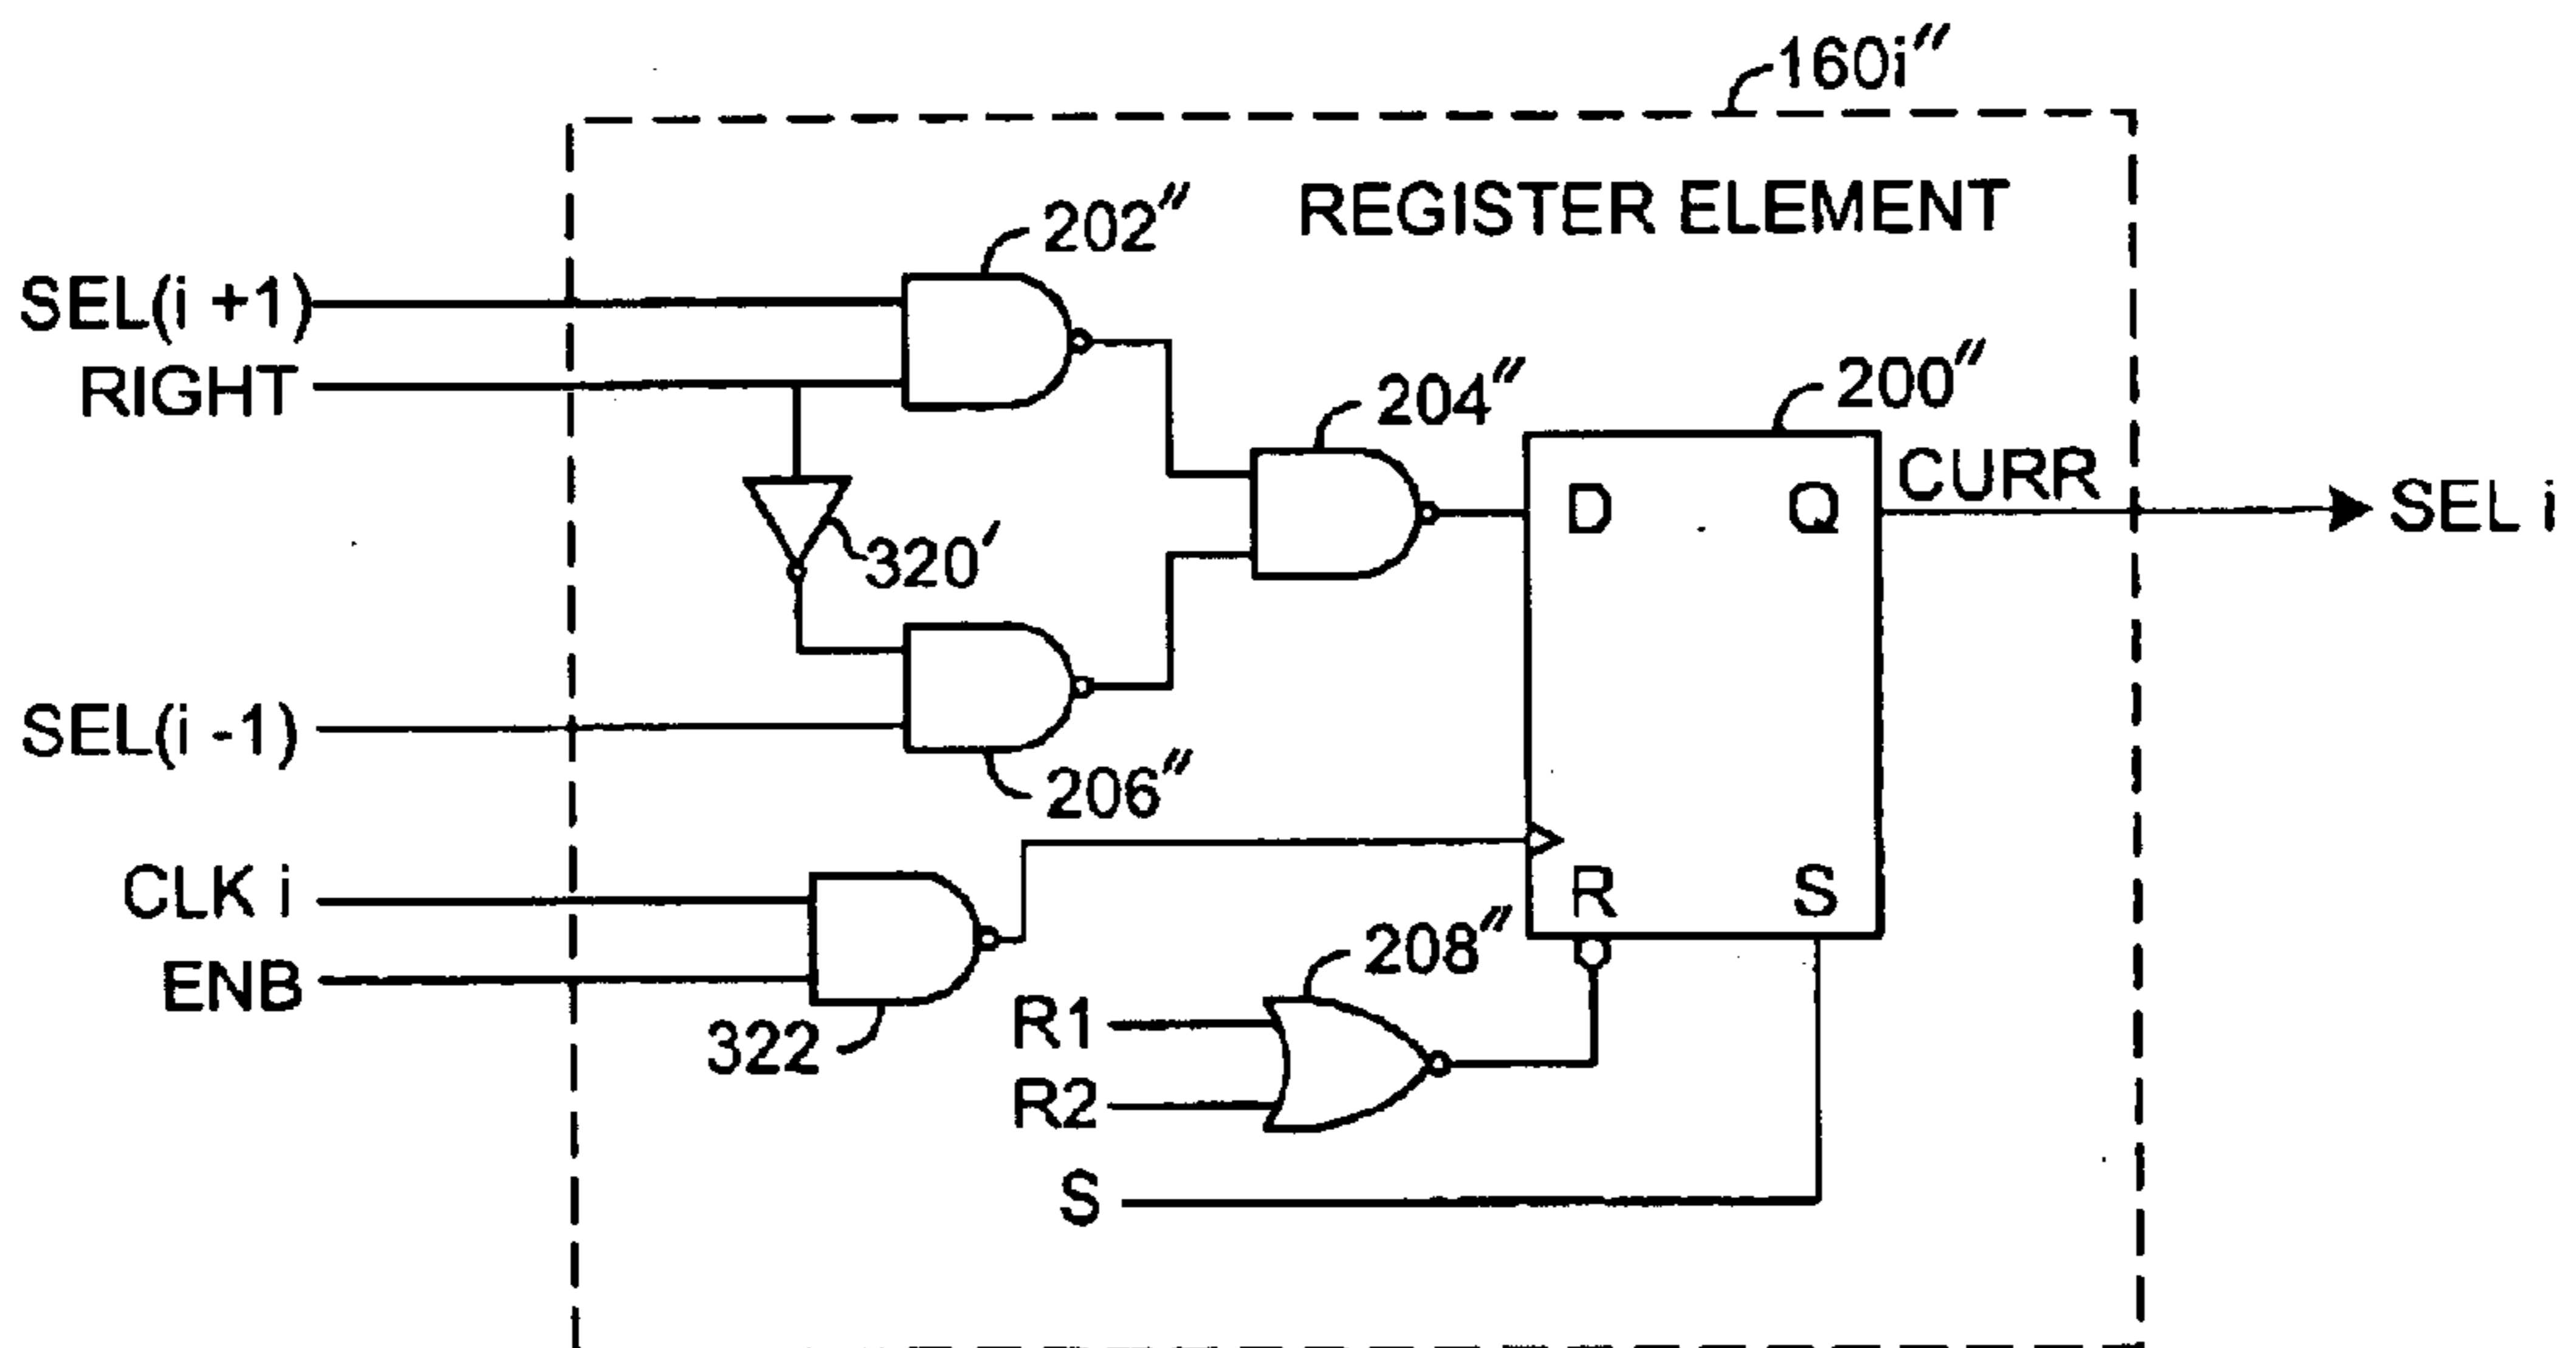 160i″
REGISTER ELEMENT
202″
SEL(i +1)
RIGHT
204″
200″
D
Q
CURR
SEL i
320′
SEL(i -1)
206″
CLK i
ENB
322
R
S
208″
R1
R2
S